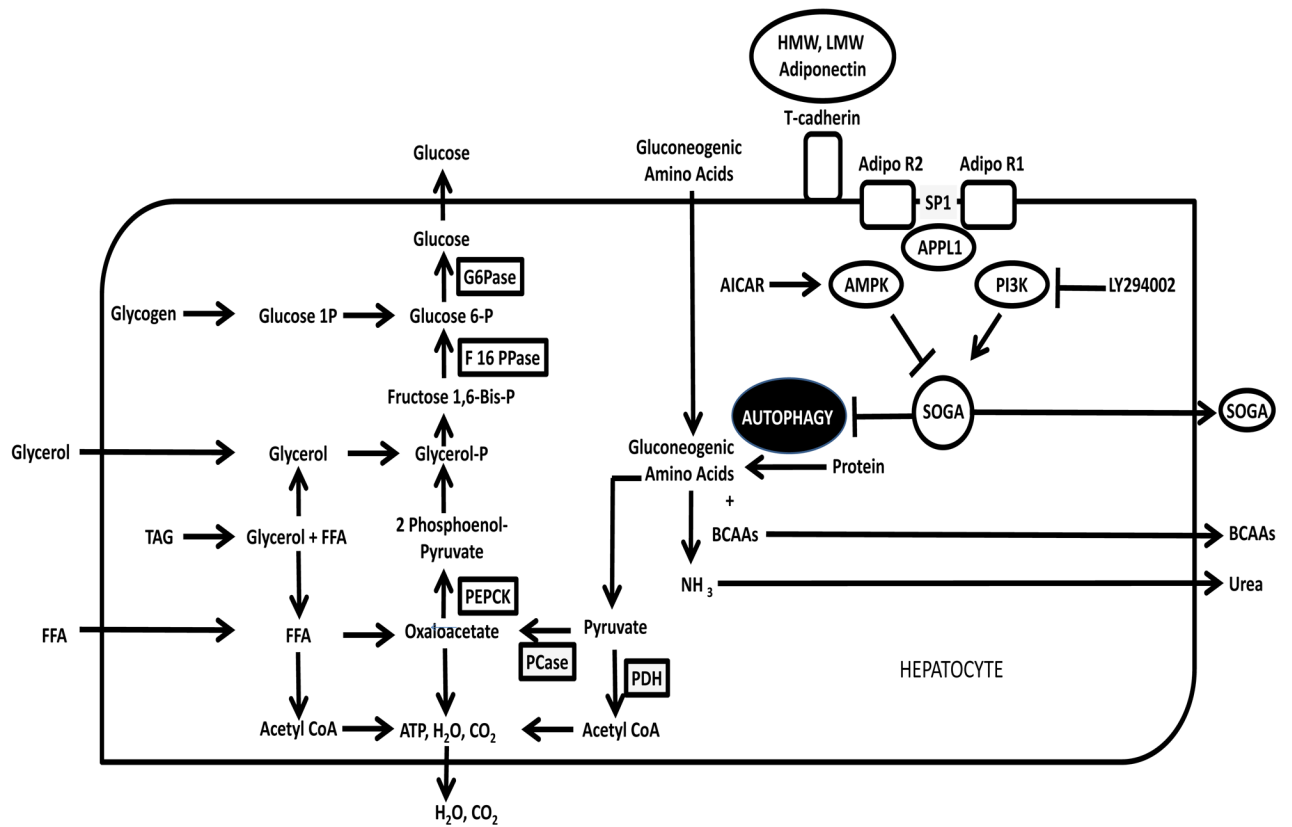 HMW, LMW
Adiponectin
T-cadherin
Glucose
Gluconeogenic
Amino Acids
Adipo R2
Adipo R1
SP1
APPL1
Glucose
G6Pase
AICAR
AMPK
PI3K
LY294002
Glycogen
Glucose 1P
Glucose 6-P
F 16 PPase
Fructose 1,6-Bis-P
AUTOPHAGY
SOGA
SOGA
Glycerol
Glycerol
Glycerol-P
Gluconeogenic
Amino Acids
Protein
+
TAG
Glycerol + FFA
2 Phosphoenol-
Pyruvate
BCAAs
BCAAs
NH3
Urea
PEPCK
FFA
FFA
Oxaloacetate
Pyruvate
PCase
PDH
HEPATOCYTE
Acetyl CoA
ATP, H2O, CO2
Acetyl CoA
H2O, CO2